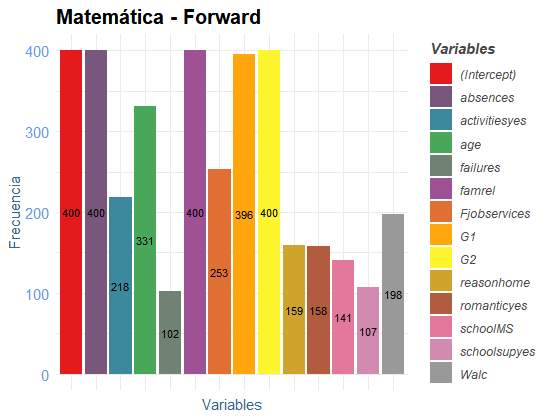 Matemática - Forward
Frecuencia
400
300
200
100
0
400
400
218
331
102
400
253
396
400
159
158
141
107
198
Variables
Variables
(Intercept)
absences
activitiesyes
age
failures
famrel
Fjobservices
G1
G2
reasonhome
romanticyes
schoolMS
schoolsupyes
Walc